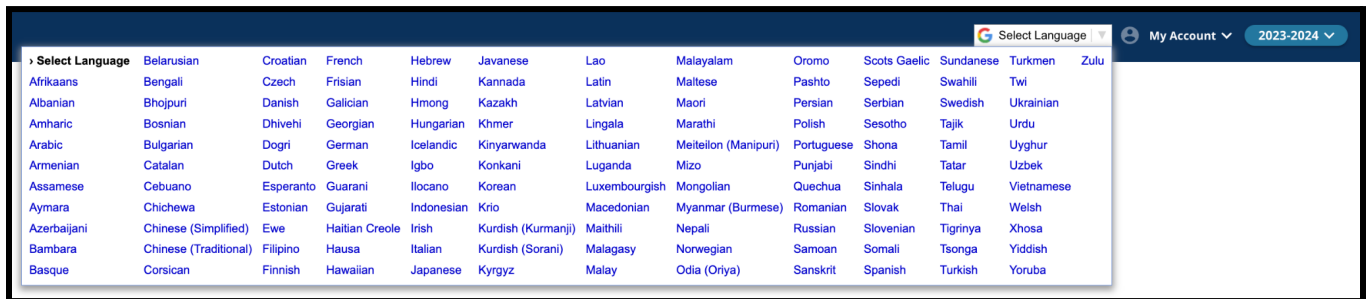 Select Language ▼ My Account 2023-2024
› Select Language Belarusian Croatian French Hebrew Javanese Lao Malayalam Oromo Scots Gaelic Sundanese Turkmen Zulu
Afrikaans Bengali Czech Frisian Hindi Kannada Latin Maltese Pashto Sepedi Swahili Twi
Albanian Bhojpuri Danish Galician Hmong Kazakh Latvian Maori Persian Serbian Swedish Ukrainian
Amharic Bosnian Dhivehi Georgian Hungarian Khmer Lingala Marathi Polish Sesotho Tajik Urdu
Arabic Bulgarian Dogri German Icelandic Kinyarwanda Lithuanian Meiteilon (Manipuri) Portuguese Shona Tamil Uyghur
Armenian Catalan Dutch Greek Igbo Konkani Luganda Mizo Punjabi Sindhi Tatar Uzbek
Assamese Cebuano Esperanto Guarani Ilocano Korean Luxembourgish Mongolian Quechua Sinhala Telugu Vietnamese
Aymara Chichewa Estonian Gujarati Indonesian Krio Macedonian Myanmar (Burmese) Romanian Slovak Thai Welsh
Azerbaijani Chinese (Simplified) Ewe Haitian Creole Irish Kurdish (Kurmanji) Maithili Nepali Russian Slovenian Tigrinya Xhosa
Bambara Chinese (Traditional) Filipino Hausa Italian Kurdish (Sorani) Malagasy Norwegian Samoan Somali Tsonga Yiddish
Basque Corsican Finnish Hawaiian Japanese Kyrgyz Malay Odia (Oriya) Sanskrit Spanish Turkish Yoruba